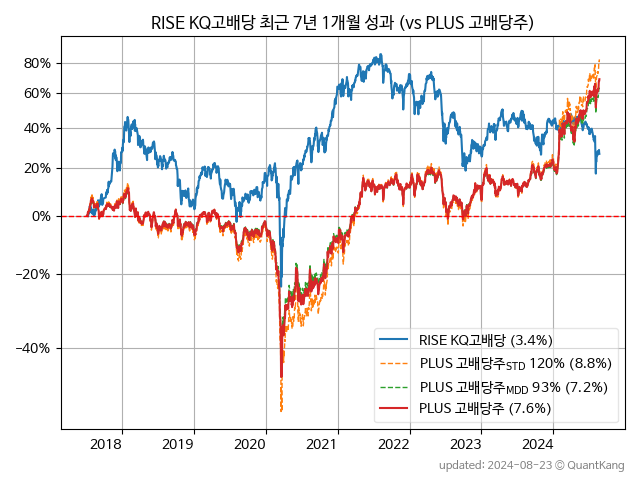 RISE KQ고배당 최근 7년 1개월 성과 (vs PLUS 고배당주)
80%
60%
40%
20%
0%
−20%
−40%
RISE KQ고배당 (3.4%)
PLUS 고배당주STD 120% (8.8%)
PLUS 고배당주MDD 93% (7.2%)
PLUS 고배당주 (7.6%)
2018 2019 2020 2021 2022 2023 2024
updated: 2024-08-23 ⓒ QuantKang